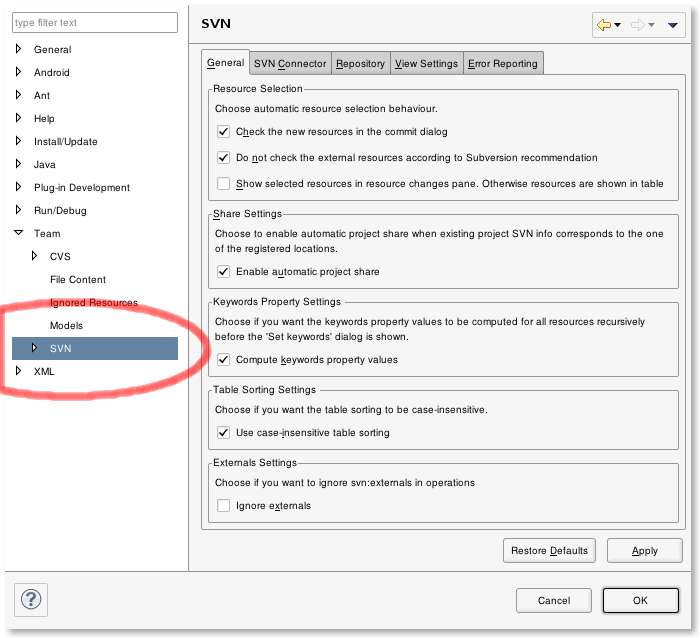 type filter text
General
Android
Ant
Help
Install/Update
Java
Plug-in Development
Run/Debug
Team
CVS
File Content
Ignored Resources
Models
SVN
XML
SVN
General
SVN Connector
Repository
View Settings
Error Reporting
Resource Selection
Choose automatic resource selection behaviour.
Check the new resources in the commit dialog
Do not check the external resources according to Subversion recommendation
Show selected resources in resource changes pane. Otherwise resources are shown in table
Share Settings
Choose to enable automatic project share when existing project SVN info corresponds to the one
of the registered locations.
Enable automatic project share
Keywords Property Settings
Choose if you want the keywords property values to be computed for all resources recursively
before the 'Set keywords' dialog is shown.
Compute keywords property values
Table Sorting Settings
Choose if you want the table sorting to be case-insensitive.
Use case-insensitive table sorting
Externals Settings
Choose if you want to ignore svn:externals in operations
Ignore externals
Restore Defaults
Apply
?
Cancel
OK